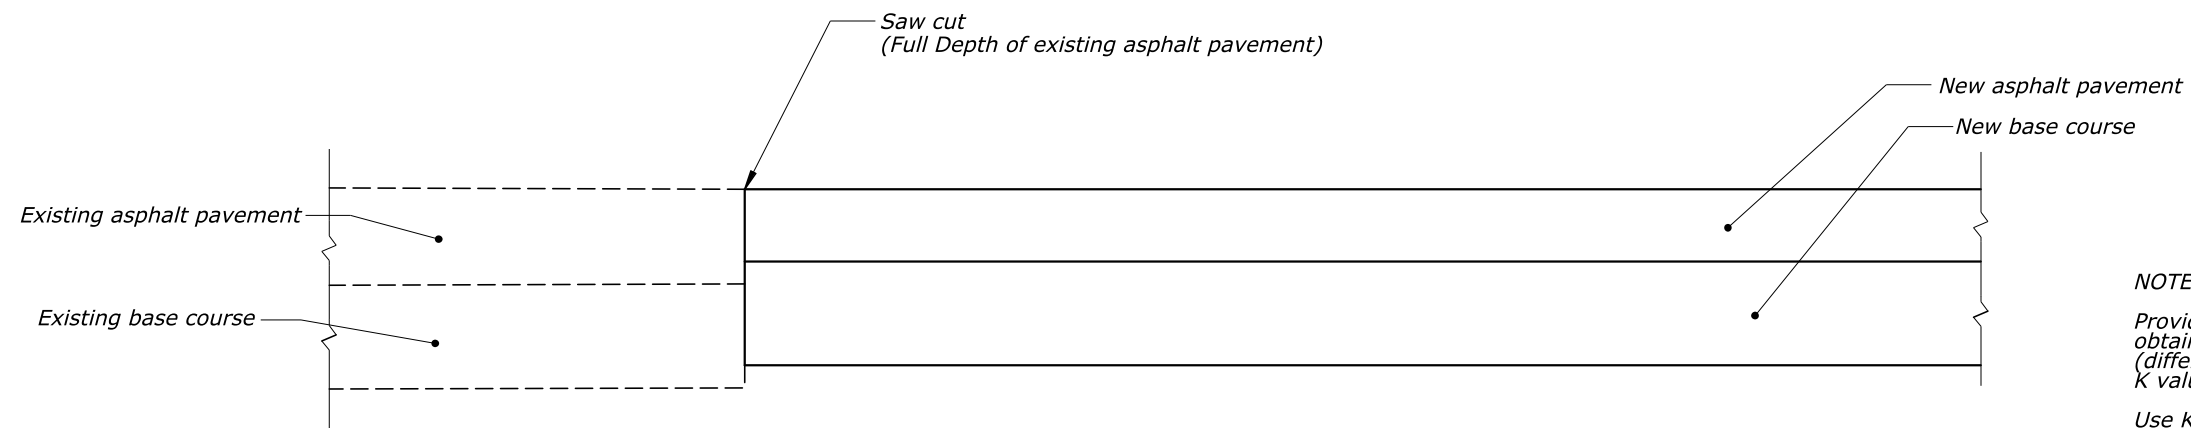 Saw cut
(Full Depth of existing asphalt pavement)
New asphalt pavement
New base course
Existing asphalt pavement
Existing base course
NOTE
K
Use K